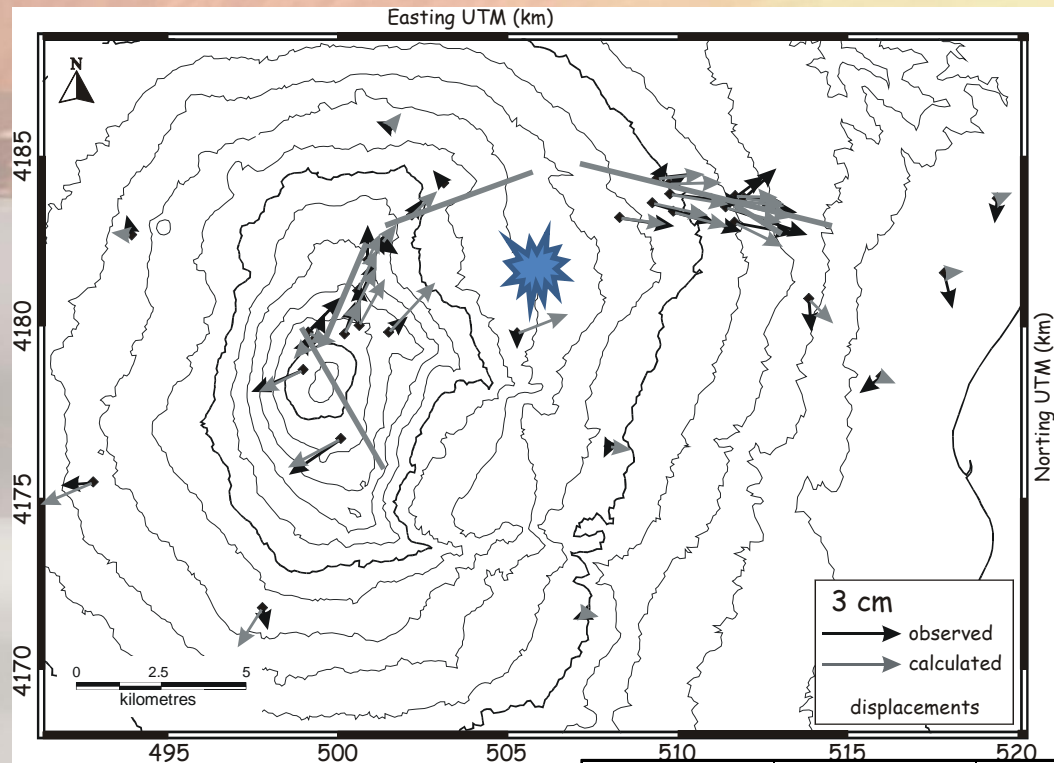 Easting UTM (km)
N
4185
4180
4175
4170
Norting UTM (km)
3 cm
observed
calculated
displacements
0 2.5 5
kilometres
495 500 505 510 515 520